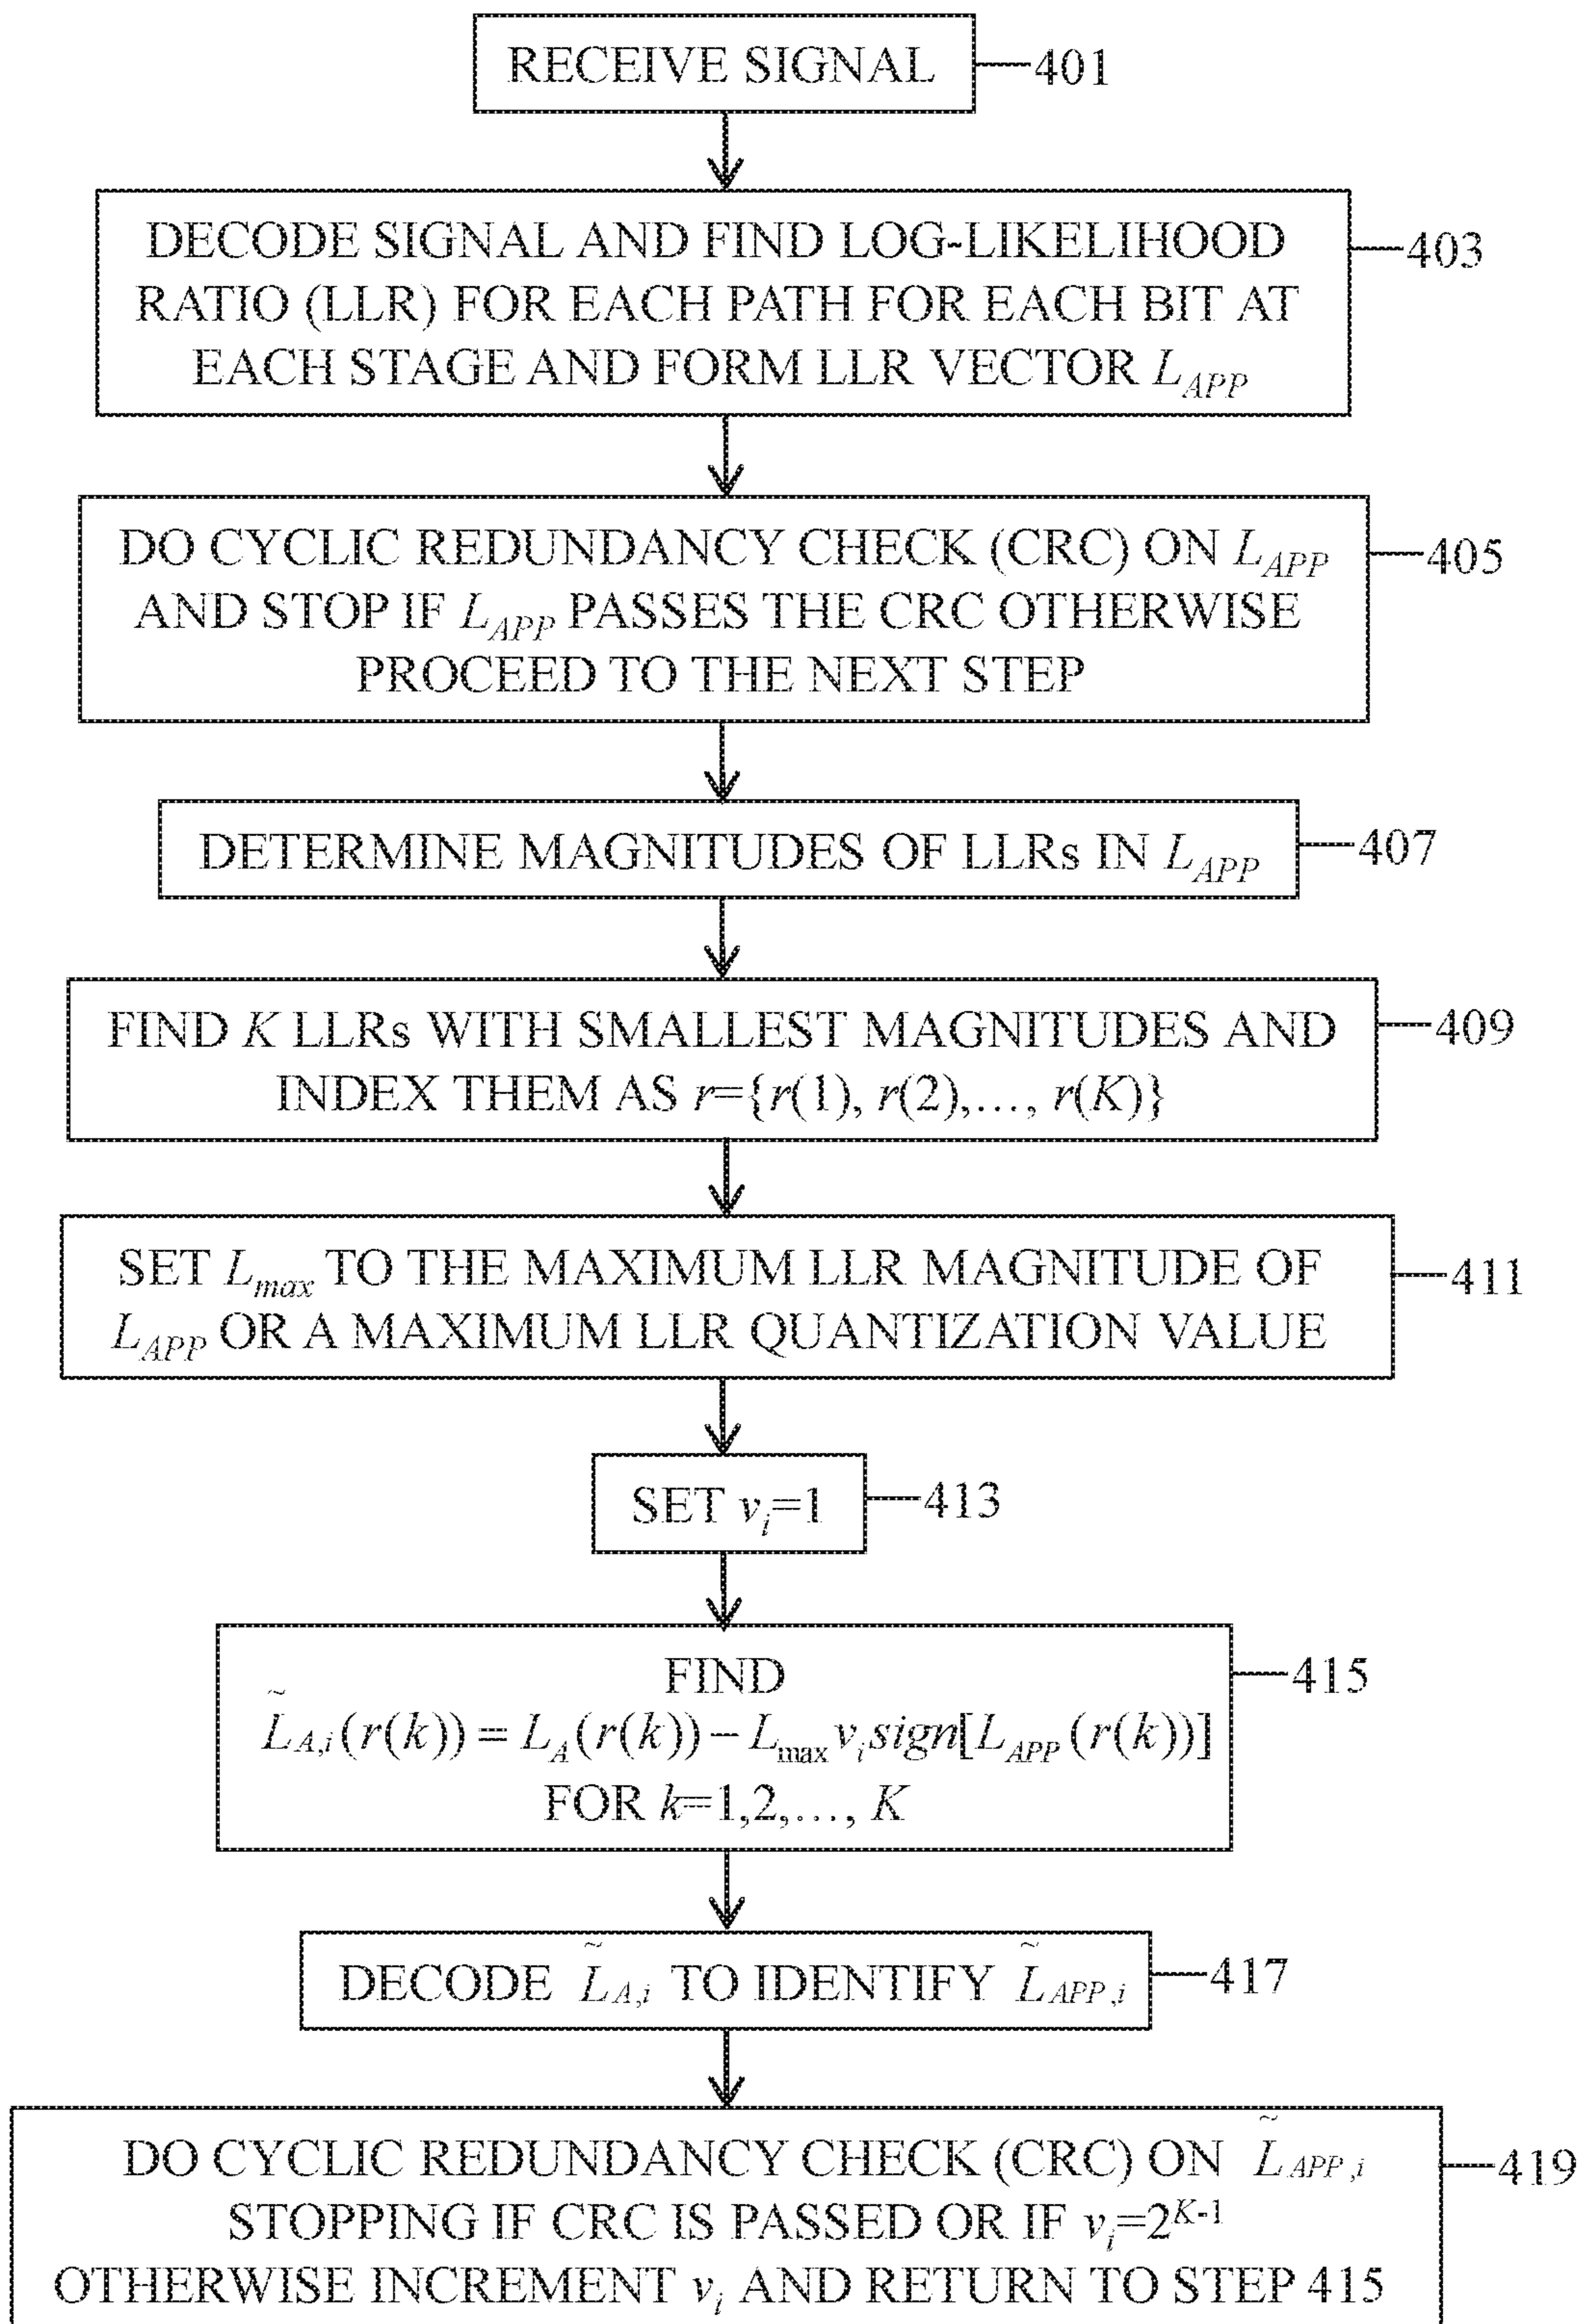 RECEIVE SIGNAL 401
DECODE SIGNAL AND FIND LOG-LIKELIHOOD 403
RATIO (LLR) FOR EACH PATH FOR EACH BIT AT
EACH STAGE AND FORM LLR VECTOR L_APP
DO CYCLIC REDUNDANCY CHECK (CRC) ON L_APP 405
AND STOP IF L_APP PASSES THE CRC OTHERWISE
PROCEED TO THE NEXT STEP
DETERMINE MAGNITUDES OF LLRs IN L_APP 407
FIND K LLRs WITH SMALLEST MAGNITUDES AND 409
INDEX THEM AS r={r(1), r(2),..., r(K)}
SET L_max TO THE MAXIMUM LLR MAGNITUDE OF 411
L_APP OR A MAXIMUM LLR QUANTIZATION VALUE
SET v_i=1 413
FIND 415
L̃_A,i(r(k)) = L_A(r(k)) – L_max v_i sign[L_APP(r(k))]
FOR k=1,2,..., K
DECODE L̃_A,i TO IDENTIFY L̃_APP,i 417
DO CYCLIC REDUNDANCY CHECK (CRC) ON L̃_APP,i 419
STOPPING IF CRC IS PASSED OR IF v_i=2^K-1
OTHERWISE INCREMENT v_i AND RETURN TO STEP 415